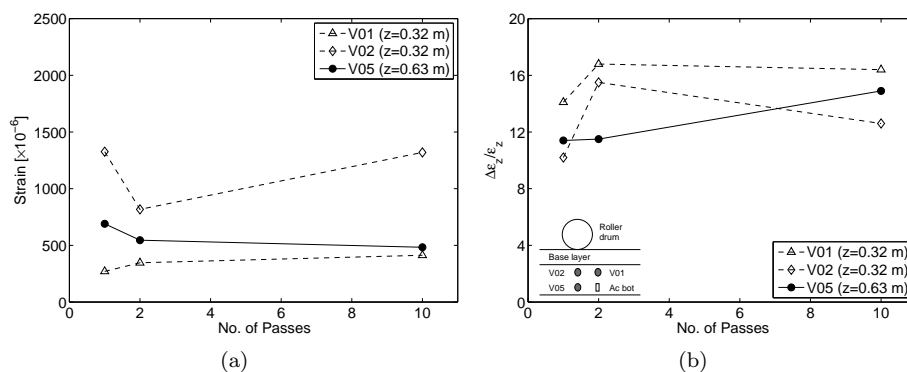 2500
2000
1500
1000
500
0
Strain [×10⁻⁶]
0 2 4 6 8 10
No. of Passes
V01 (z=0.32 m)
V02 (z=0.32 m)
V05 (z=0.63 m)
(a)
20
16
12
8
4
0
Δε_z/ε_z
0 2 4 6 8 10
No. of Passes
Roller
drum
Base layer
V02 V01
V05 Ac bot
V01 (z=0.32 m)
V02 (z=0.32 m)
V05 (z=0.63 m)
(b)